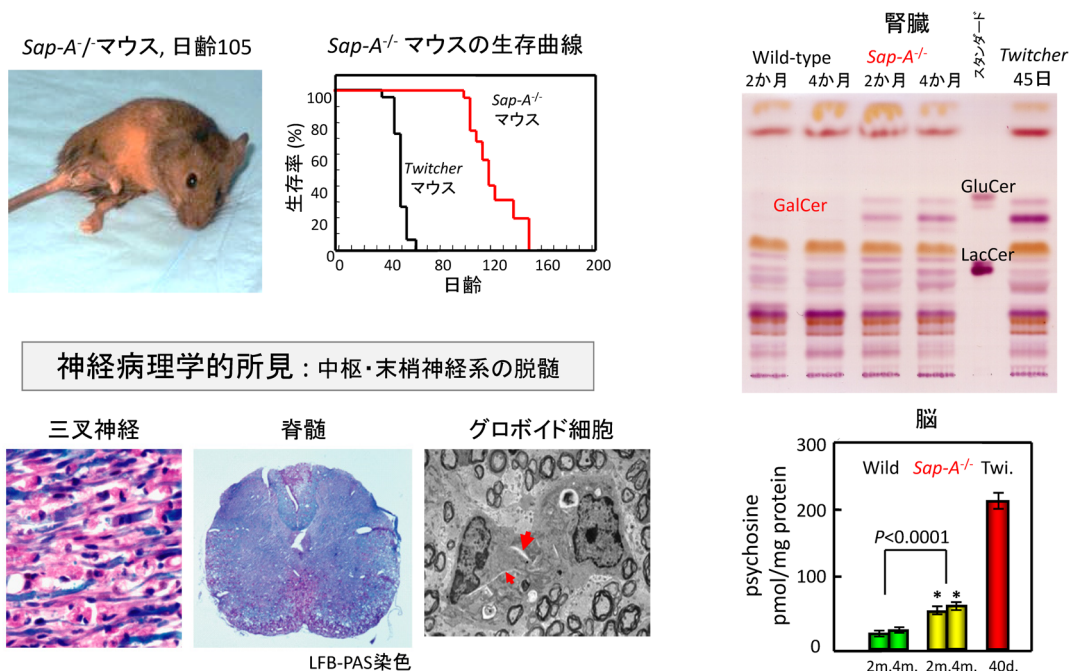 Sap-A-/-マウス, 日齢105
Sap-A-/- マウスの生存曲線
生存率 (%)
100
80
60
40
20
0
Sap-A-/-
マウス
Twitcher
マウス
0 40 80 120 160 200
日齢
神経病理学的所見 : 中枢・末梢神経系の脱髄
三叉神経
脊髄
グロボイド細胞
LFB-PAS染色
腎臓
Wild-type
2か月 4か月
Sap-A-/-
2か月 4か月
スタンダード
Twitcher
45日
GalCer
GluCer
LacCer
脳
psychosine
pmol/mg protein
300
200
100
0
Wild Sap-A-/- Twi.
P<0.0001
* *
2m.4m. 2m.4m. 40d.